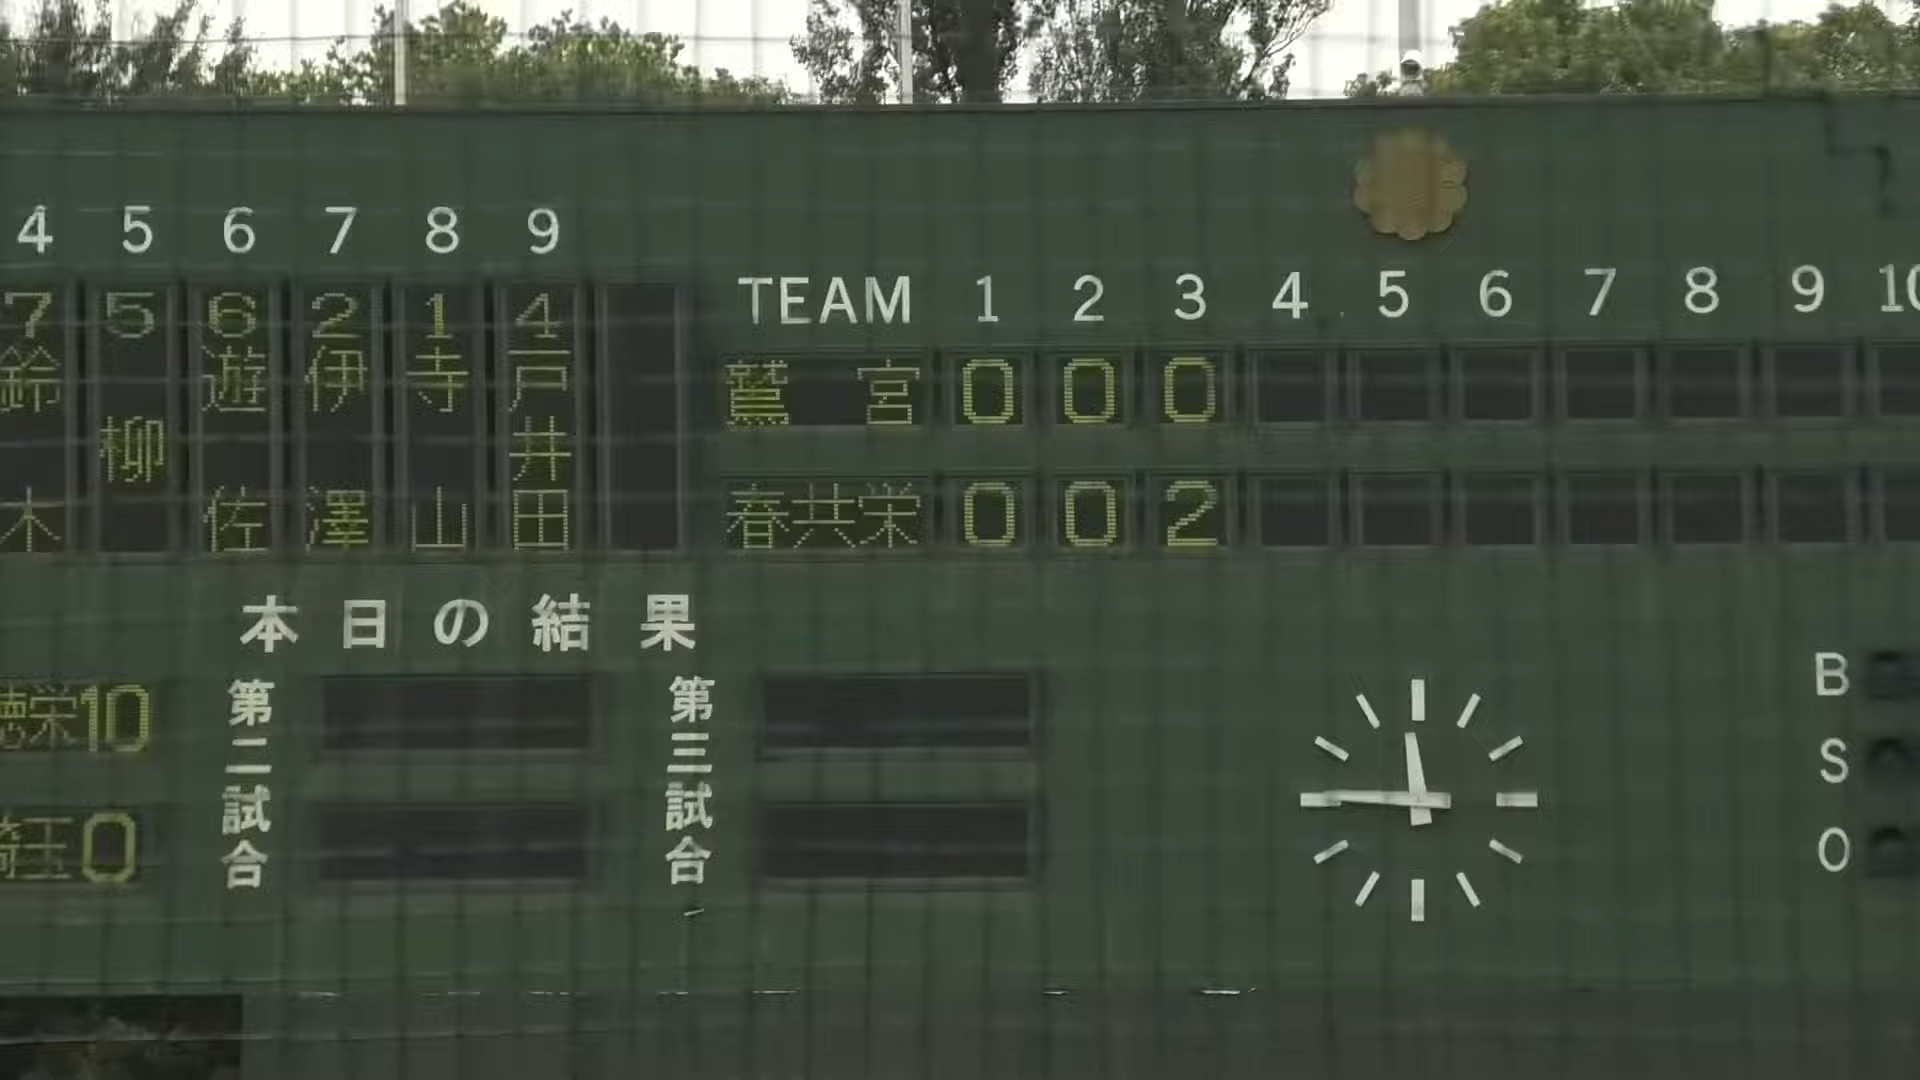 4 5 6 7 8 9
7 5 6 2 1 4
鈴木
柳
遊佐
伊澤
寺山
戸井田
TEAM 1 2 3 4 5 6 7 8 9 10
鷲宮 0 0 0
春共栄 0 0 2
本日の結果
徳栄10
埼玉0
第二試合
第三試合
B
S
O